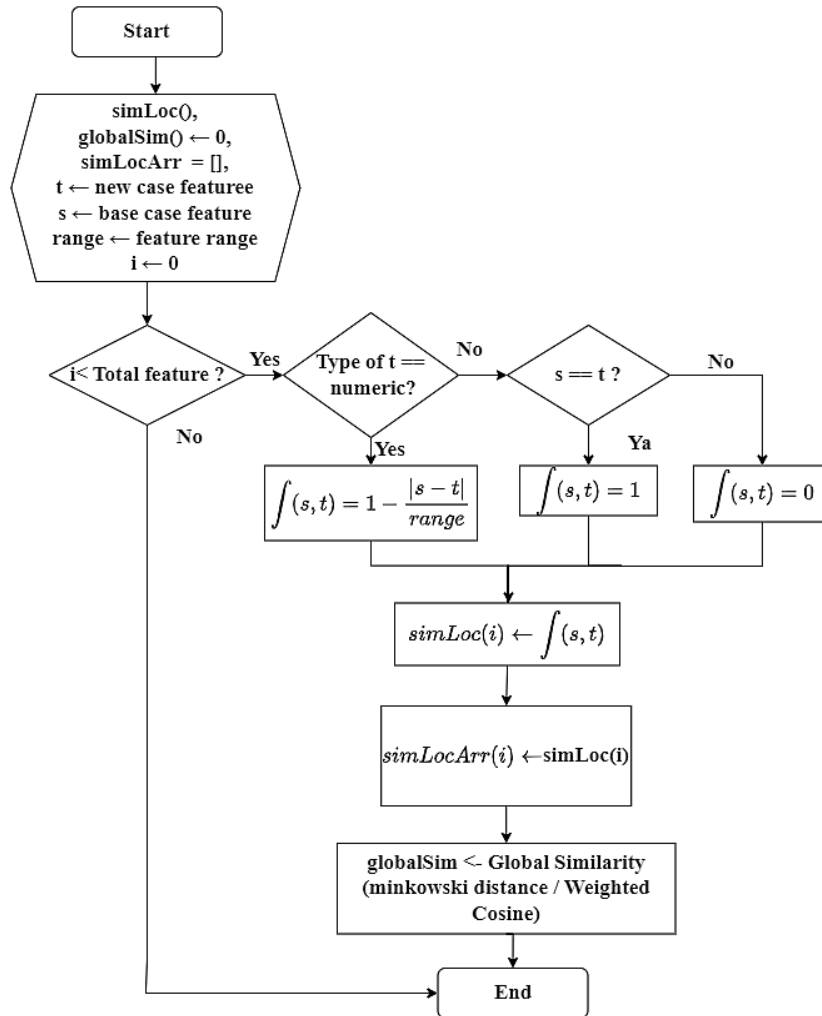 Start
simLoc(),
globalSim() ← 0,
simLocArr = [],
t ← new case featuree
s ← base case feature
range ← feature range
i ← 0
i< Total feature ?
Yes
No
Type of t ==
numeric?
No
Yes
s == t ?
No
Ya
∫(s, t) = 1 − |s − t| / range
∫(s, t) = 1
∫(s, t) = 0
simLoc(i) ← ∫(s, t)
simLocArr(i) ←simLoc(i)
globalSim <- Global Similarity
(minkowski distance / Weighted
Cosine)
End